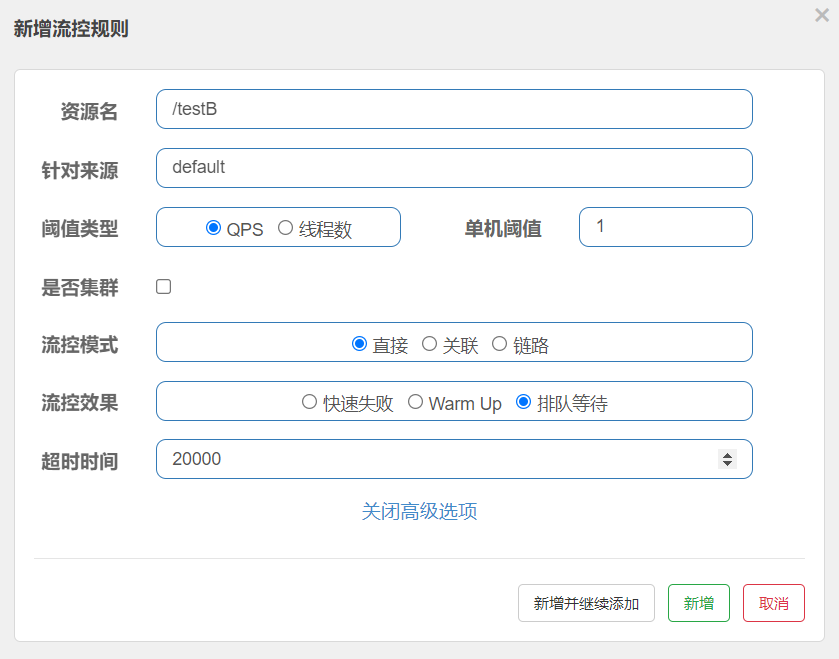 新增流控规则
×
资源名 /testB
针对来源 default
阈值类型 QPS 线程数 单机阈值 1
是否集群
流控模式 直接 关联 链路
流控效果 快速失败 Warm Up 排队等待
超时时间 20000
关闭高级选项
新增并继续添加 新增 取消